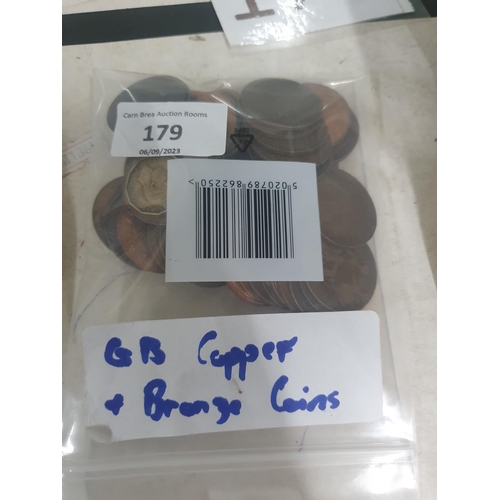 Carn Brea Auction Rooms
179
06/09/2023
5 020789 862250 >
GB Copper
+ Bronze Coins